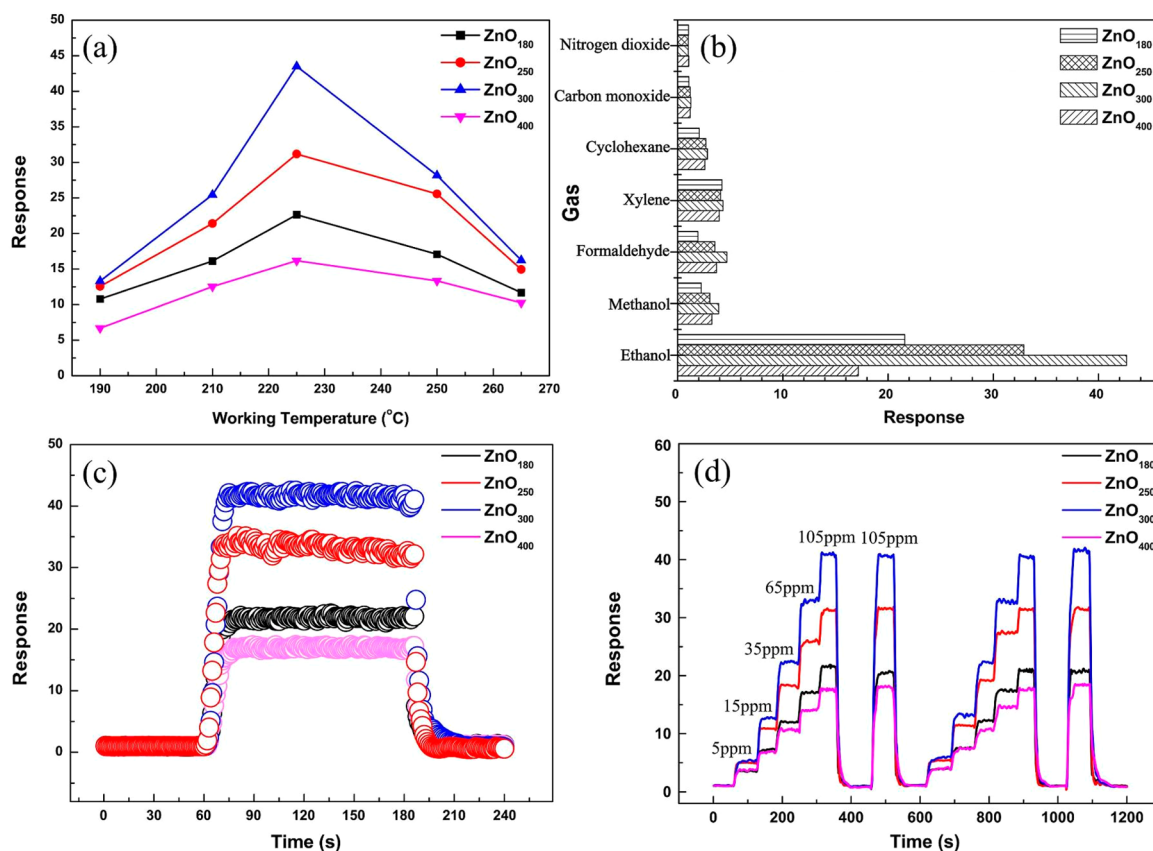 (a)
ZnO180
ZnO250
ZnO300
ZnO400
50
45
40
35
30
25
20
15
10
5
0
Response
190 200 210 220 230 240 250 260 270
Working Temperature (°C)
(b)
ZnO180
ZnO250
ZnO300
ZnO400
Nitrogen dioxide
Carbon monoxide
Cyclohexane
Xylene
Formaldehyde
Methanol
Ethanol
Gas
0 10 20 30 40
Response
(c)
ZnO180
ZnO250
ZnO300
ZnO400
50
40
30
20
10
0
Response
0 30 60 90 120 150 180 210 240
Time (s)
(d)
ZnO180
ZnO250
ZnO300
ZnO400
60
50
40
30
20
10
0
Response
105ppm 105ppm
65ppm
35ppm
15ppm
5ppm
0 200 400 600 800 1000 1200
Time (s)